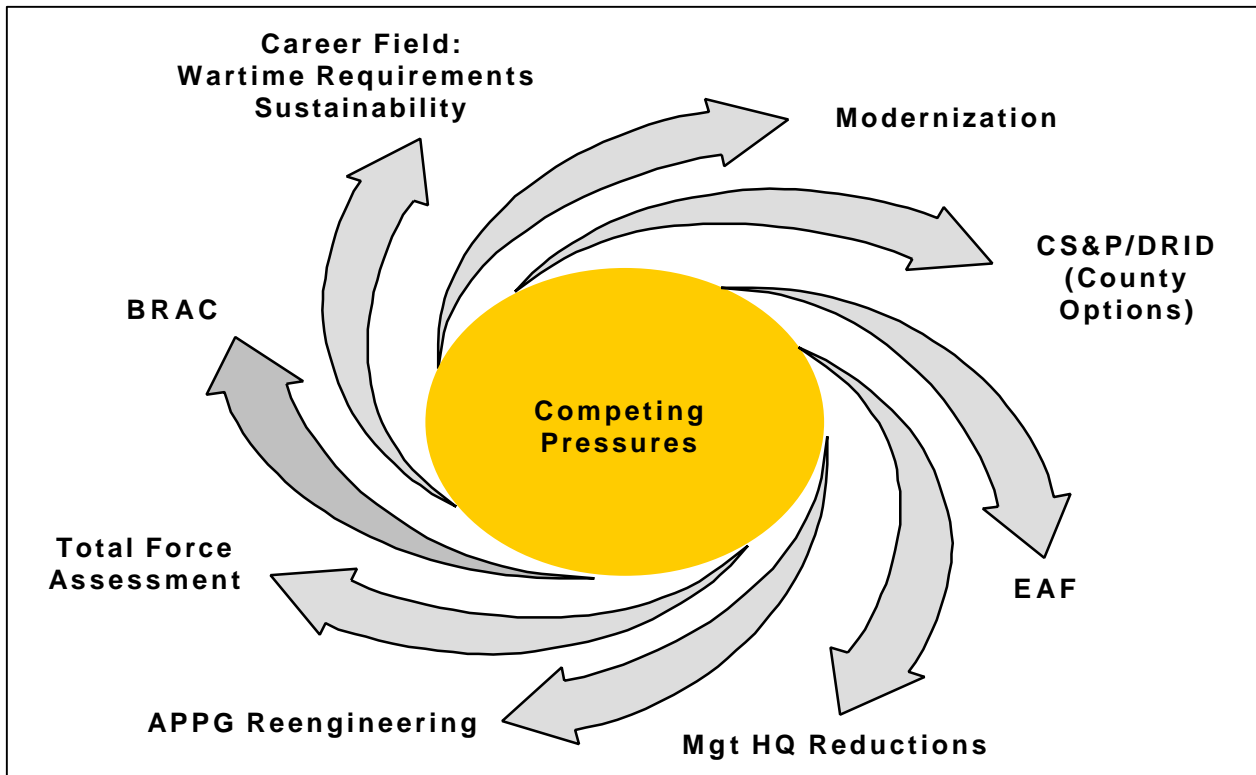 Career Field:
Wartime Requirements
Sustainability
Modernization
CS&P/DRID
(County
Options)
BRAC
Competing
Pressures
Total Force
Assessment
EAF
APPG Reengineering
Mgt HQ Reductions